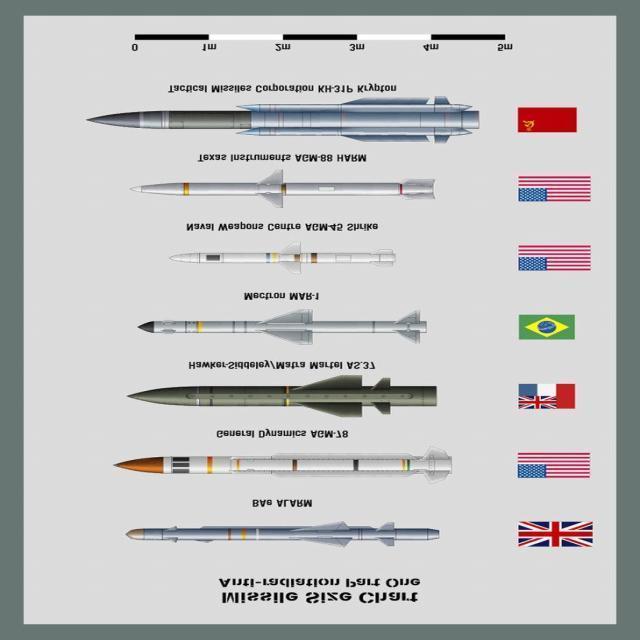 Missile Size Chart
Anti-radiation Part One
BAe ALARM
General Dynamics AGM-78
Hawker-Siddeley/Matra Martel AS.37
Mectron MAR-1
Naval Weapons Centre AGM-45 Shrike
Texas Instruments AGM-88 HARM
Tactical Missiles Corporation KH-31P Krypton
0 1m 2m 3m 4m 5m